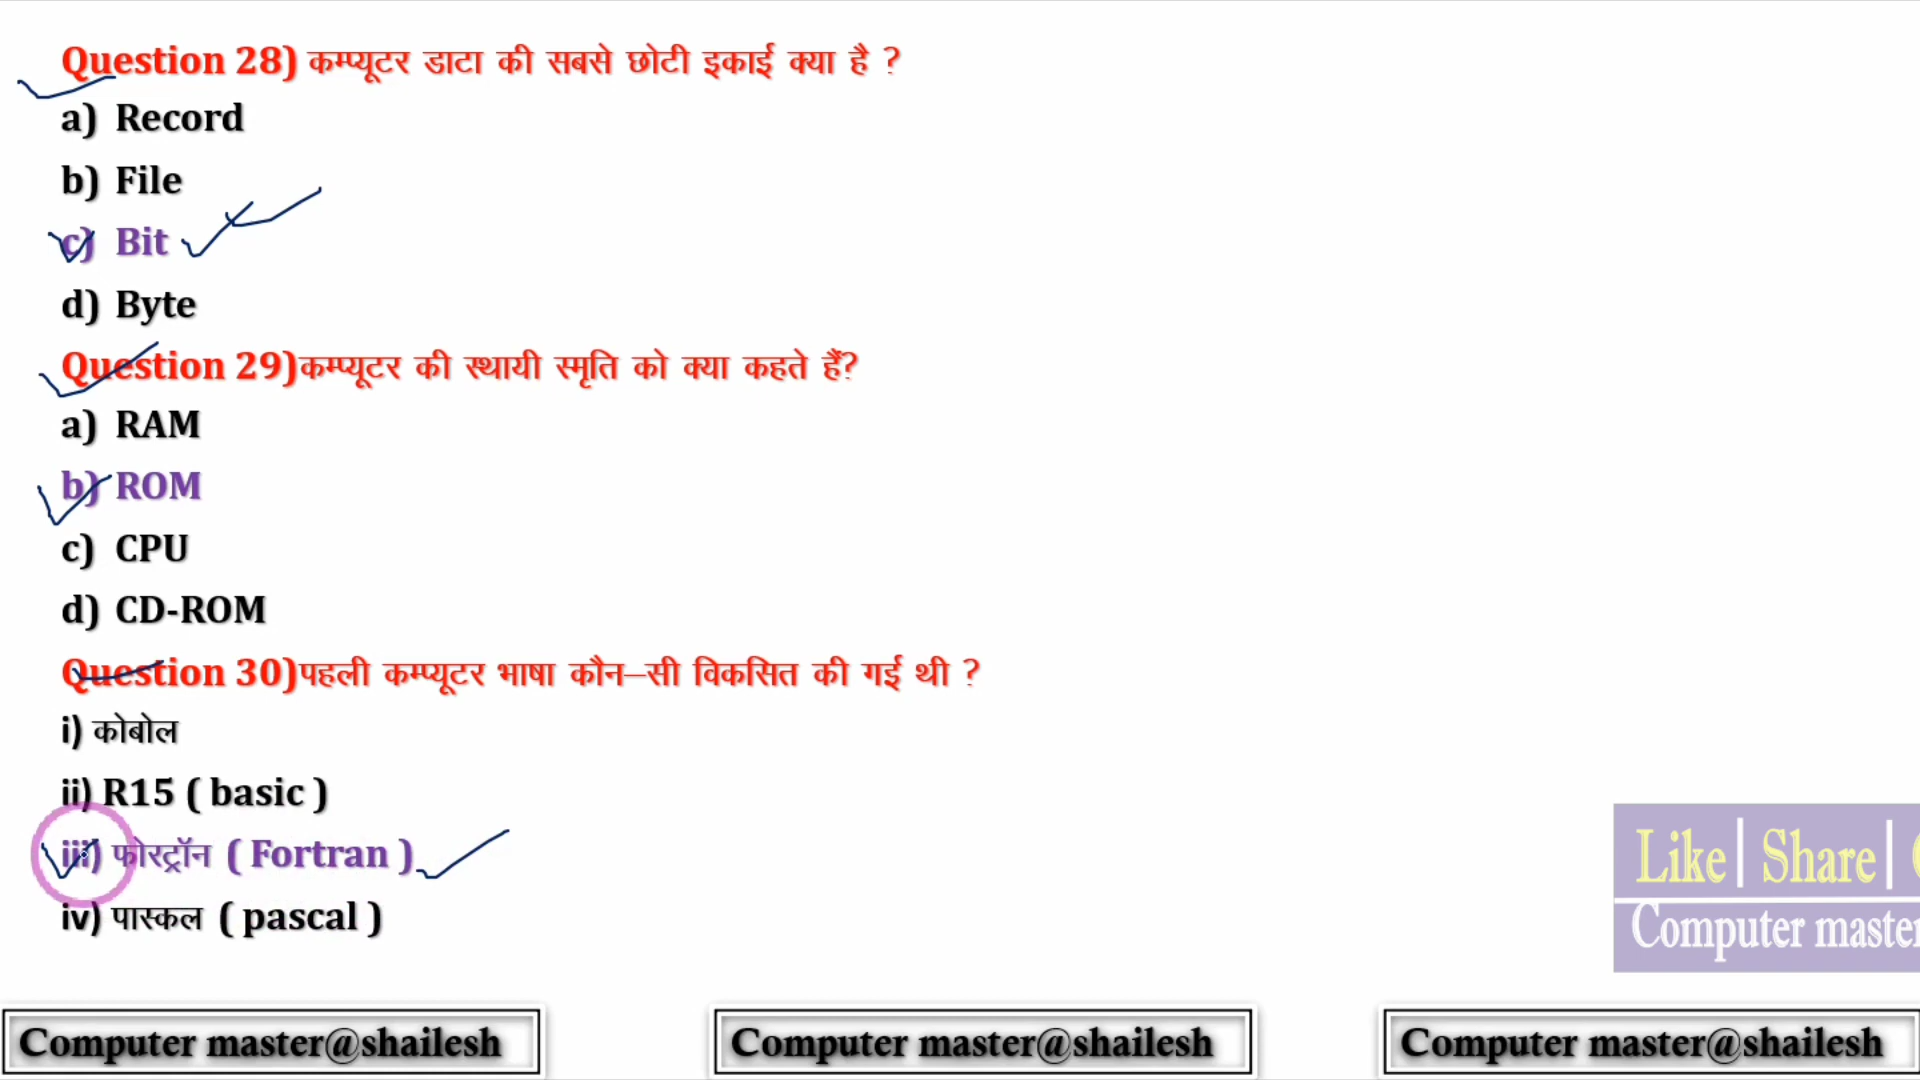 Question 28) कम्प्यूटर डाटा की सबसे छोटी इकाई क्या है ?
a) Record
b) File
c) Bit
d) Byte
Question 29)कम्प्यूटर की स्थायी स्मृति को क्या कहते हैं?
a) RAM
b) ROM
c) CPU
d) CD-ROM
Question 30)पहली कम्प्यूटर भाषा कौन–सी विकसित की गई थी ?
i) कोबोल
ii) R15 ( basic )
iii) फोरट्रॉन ( Fortran )
iv) पास्कल ( pascal )
Like| Share|
Computer master
Computer master@shailesh
Computer master@shailesh
Computer master@shailesh